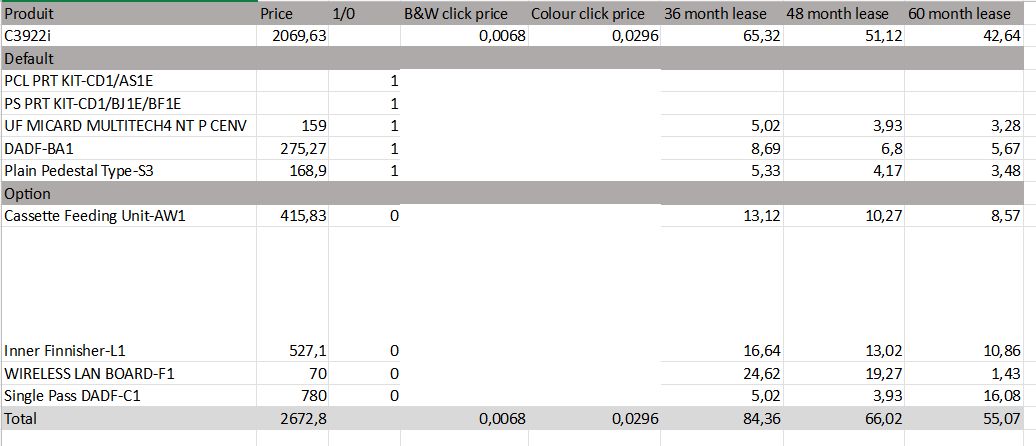 Produit Price 1/0 B&W click price Colour click price 36 month lease 48 month lease 60 month lease
C3922i 2069,63 0,0068 0,0296 65,32 51,12 42,64
Default
PCL PRT KIT-CD1/AS1E 1
PS PRT KIT-CD1/BJ1E/BF1E 1
UF MICARD MULTITECH4 NT P CENV 159 1 5,02 3,93 3,28
DADF-BA1 275,27 1 8,69 6,8 5,67
Plain Pedestal Type-S3 168,9 1 5,33 4,17 3,48
Option
Cassette Feeding Unit-AW1 415,83 0 13,12 10,27 8,57
Inner Finnisher-L1 527,1 0 16,64 13,02 10,86
WIRELESS LAN BOARD-F1 70 0 24,62 19,27 1,43
Single Pass DADF-C1 780 0 5,02 3,93 16,08
Total 2672,8 0,0068 0,0296 84,36 66,02 55,07